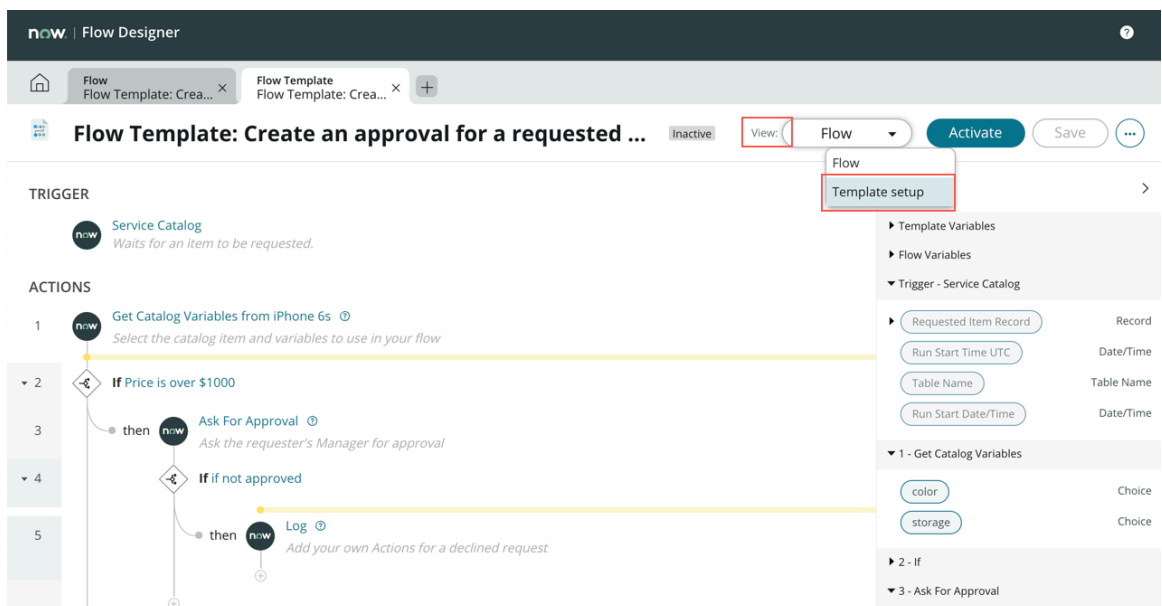 now. | Flow Designer
Flow
Flow Template: Crea...
Flow Template
Flow Template: Crea...
Flow Template: Create an approval for a requested ...
Inactive
View:
Flow
Activate
Save
Flow
Template setup
TRIGGER
now
Service Catalog
Waits for an item to be requested.
ACTIONS
1
now
Get Catalog Variables from iPhone 6s
Select the catalog item and variables to use in your flow
2
If Price is over $1000
3
then
now
Ask For Approval
Ask the requester's Manager for approval
4
If if not approved
5
then
now
Log
Add your own Actions for a declined request
Template Variables
Flow Variables
Trigger - Service Catalog
Requested Item Record Record
Run Start Time UTC Date/Time
Table Name Table Name
Run Start Date/Time Date/Time
1 - Get Catalog Variables
color Choice
storage Choice
2 - If
3 - Ask For Approval